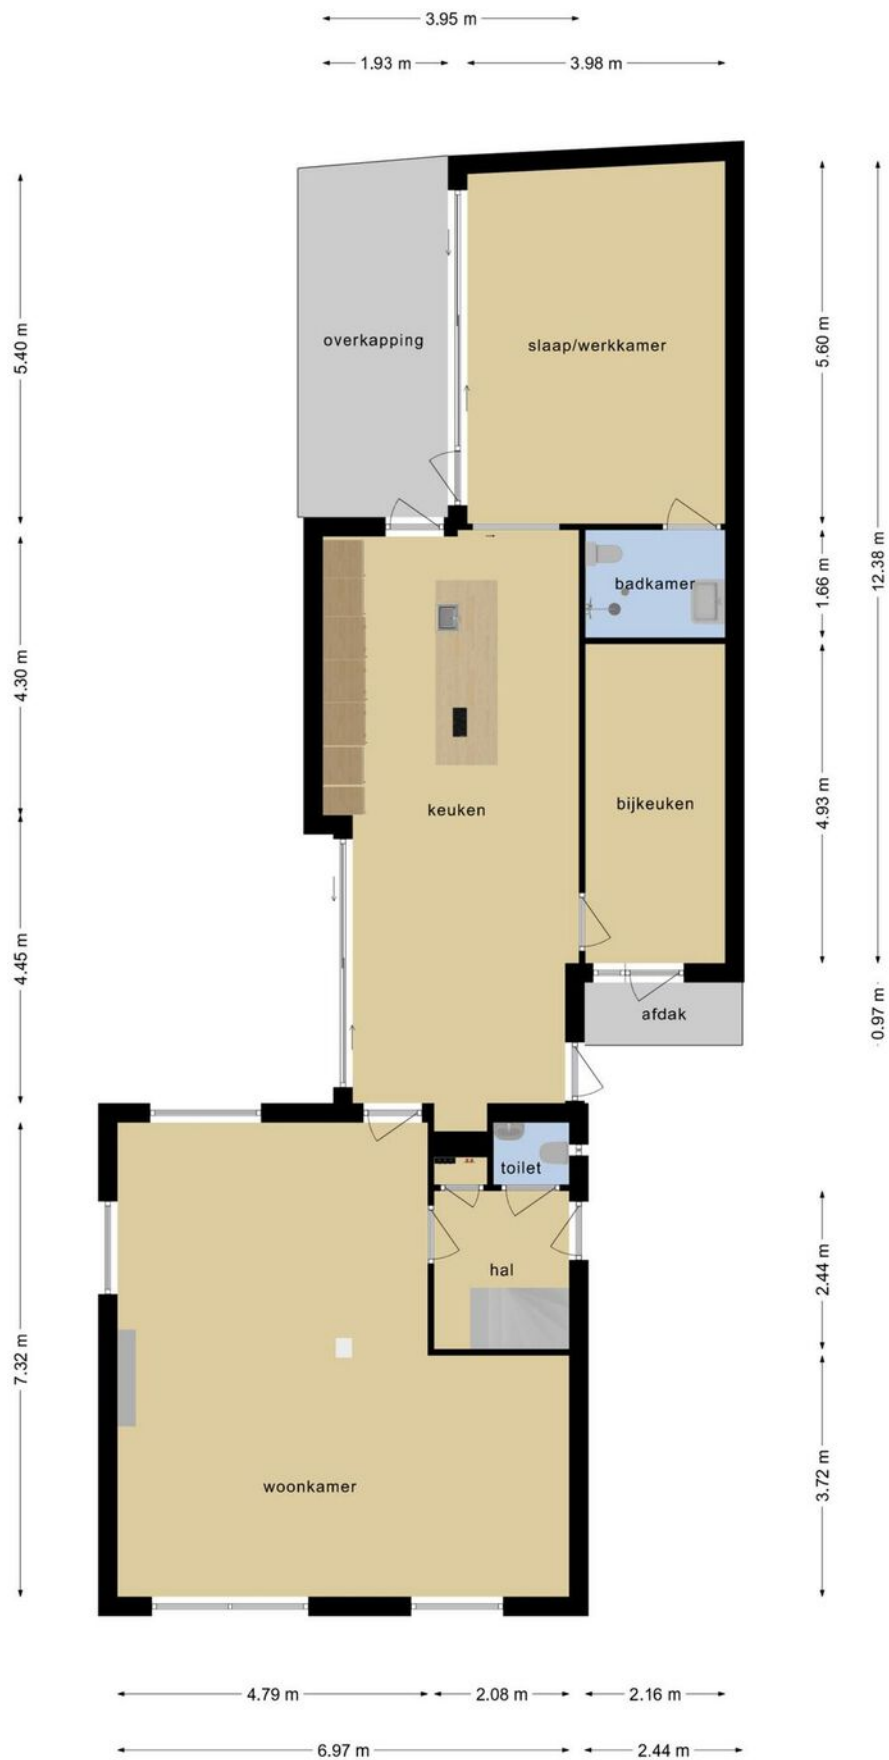 3.95 m
1.93 m
3.98 m
5.40 m
overkapping
slaap/werkkamer
5.60 m
12.38 m
badkamer
1.66 m
4.30 m
keuken
bijkeuken
4.93 m
4.45 m
afdak
0.97 m
toilet
hal
2.44 m
7.32 m
woonkamer
3.72 m
4.79 m
2.08 m
2.16 m
6.97 m
2.44 m